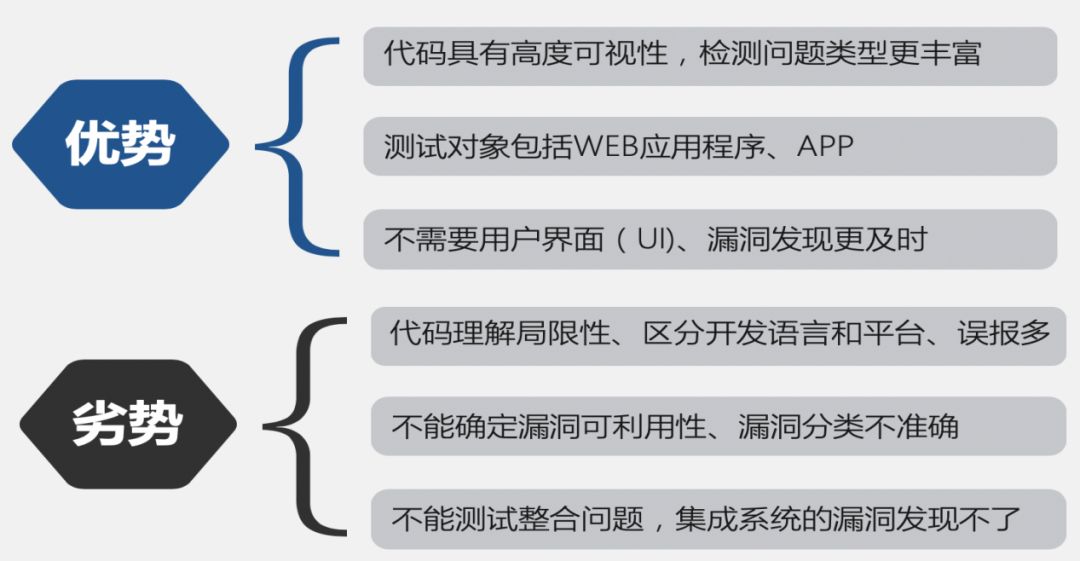 优势
代码具有高度可视性，检测问题类型更丰富
测试对象包括WEB应用程序、APP
不需要用户界面（UI)、漏洞发现更及时
劣势
代码理解局限性、区分开发语言和平台、误报多
不能确定漏洞可利用性、漏洞分类不准确
不能测试整合问题，集成系统的漏洞发现不了